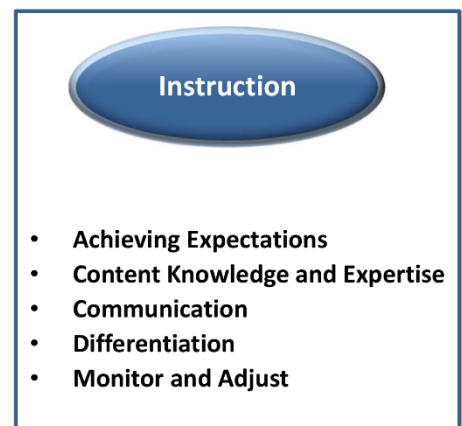 Instruction
• Achieving Expectations
• Content Knowledge and Expertise
• Communication
• Differentiation
• Monitor and Adjust